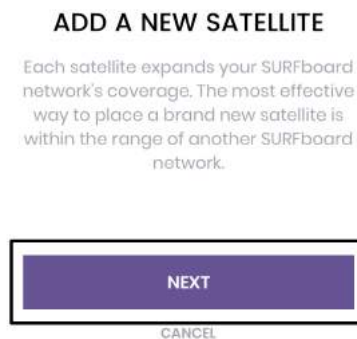 ADD A NEW SATELLITE
Each satellite expands your SURFboard
network's coverage. The most effective
way to place a brand new satellite is
within the range of another SURFboard
network.
NEXT
CANCEL